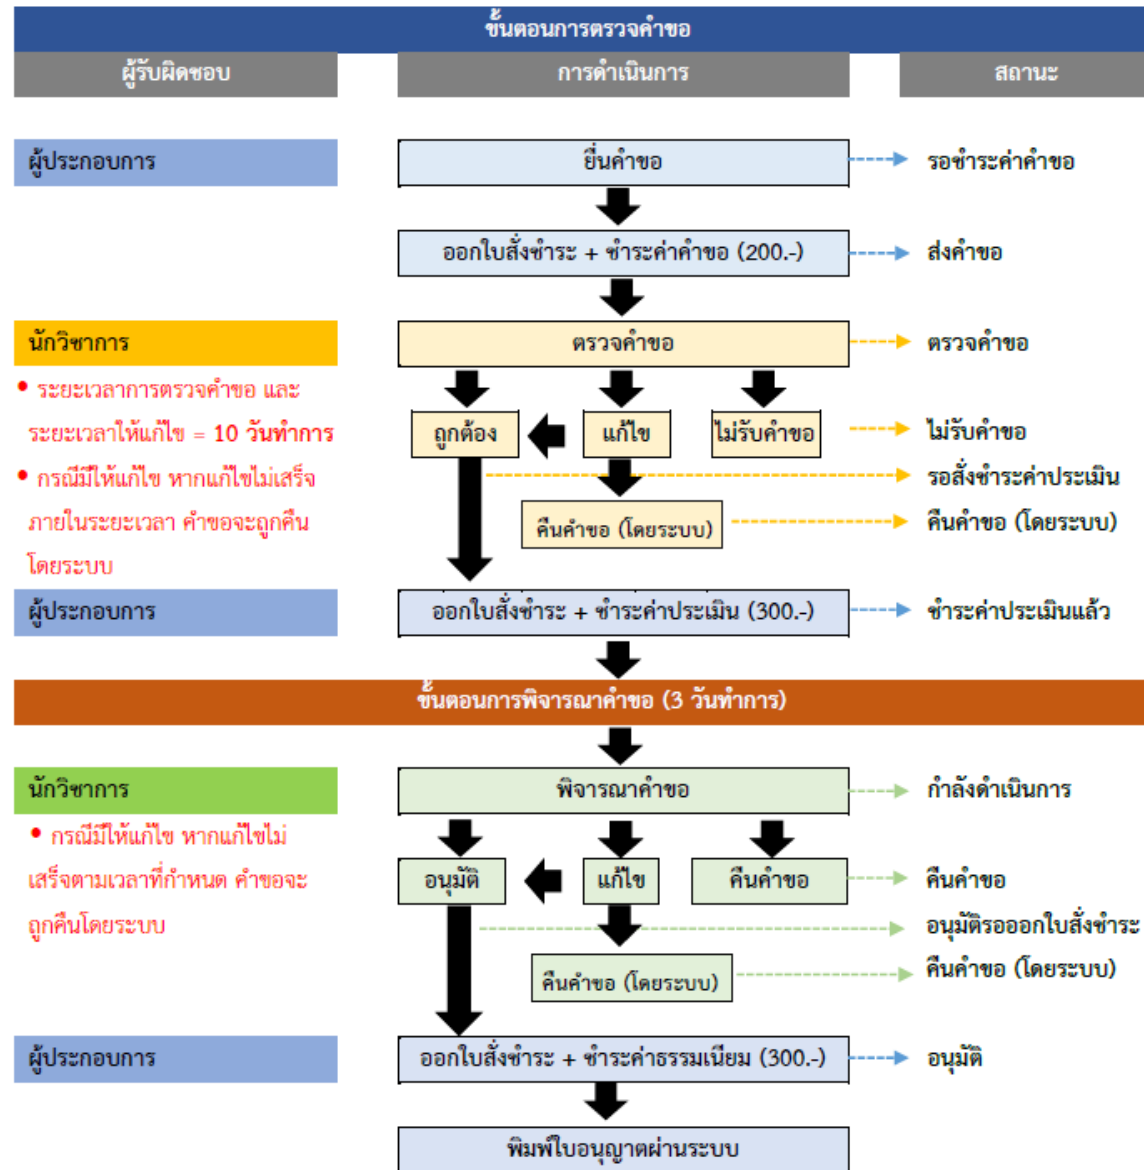 ขั้นตอนการตรวจคำขอ
ผู้รับผิดชอบ
การดำเนินการ
สถานะ
ผู้ประกอบการ
ยื่นคำขอ
รอชำระค่าคำขอ
ออกใบสั่งชำระ + ชำระค่าคำขอ (200.-)
ส่งคำขอ
นักวิชาการ
ตรวจคำขอ
ตรวจคำขอ
• ระยะเวลาการตรวจคำขอ และ
ระยะเวลาให้แก้ไข = 10 วันทำการ
• กรณีมีให้แก้ไข หากแก้ไขไม่เสร็จ
ภายในระยะเวลา คำขอจะถูกคืน
โดยระบบ
ถูกต้อง
แก้ไข
ไม่รับคำขอ
ไม่รับคำขอ
รอสั่งชำระค่าประเมิน
คืนคำขอ (โดยระบบ)
คืนคำขอ (โดยระบบ)
ผู้ประกอบการ
ออกใบสั่งชำระ + ชำระค่าประเมิน (300.-)
ชำระค่าประเมินแล้ว
ขั้นตอนการพิจารณาคำขอ (3 วันทำการ)
นักวิชาการ
พิจารณาคำขอ
กำลังดำเนินการ
• กรณีมีให้แก้ไข หากแก้ไขไม่
เสร็จตามเวลาที่กำหนด คำขอจะ
ถูกคืนโดยระบบ
อนุมัติ
แก้ไข
คืนคำขอ
คืนคำขอ
อนุมัติรอออกใบสั่งชำระ
คืนคำขอ (โดยระบบ)
คืนคำขอ (โดยระบบ)
ผู้ประกอบการ
ออกใบสั่งชำระ + ชำระค่าธรรมเนียม (300.-)
อนุมัติ
พิมพ์ใบอนุญาตผ่านระบบ